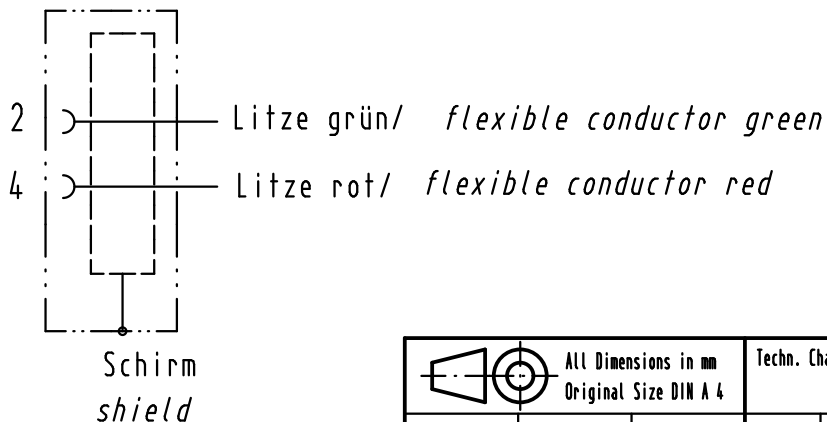 2 Litze grün/ flexible conductor green
4 Litze rot/ flexible conductor red
Schirm
shield
All Dimensions in mm
Original Size DIN A 4
Techn.